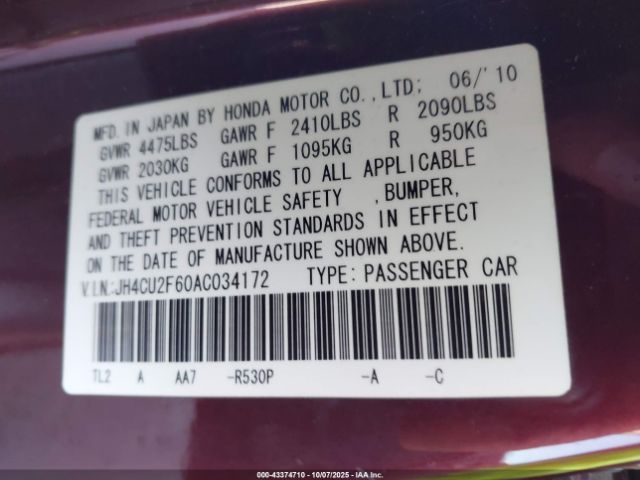 MFD. IN JAPAN BY HONDA MOTOR CO.,LTD; 06/'10
GVWR 4475LBS GAWR F 2410LBS R 2090LBS
GVWR 2030KG GAWR F 1095KG R 950KG
THIS VEHICLE CONFORMS TO ALL APPLICABLE
FEDERAL MOTOR VEHICLE SAFETY ,BUMPER,
AND THEFT PREVENTION STANDARDS IN EFFECT
ON THE DATE OF MANUFACTURE SHOWN ABOVE.
V.I.N.:JH4CU2F60AC034172 TYPE: PASSENGER CAR
TL2 A AA7 -R530P -A -C
000-43374710 - 10/07/2025 - IAA, Inc.